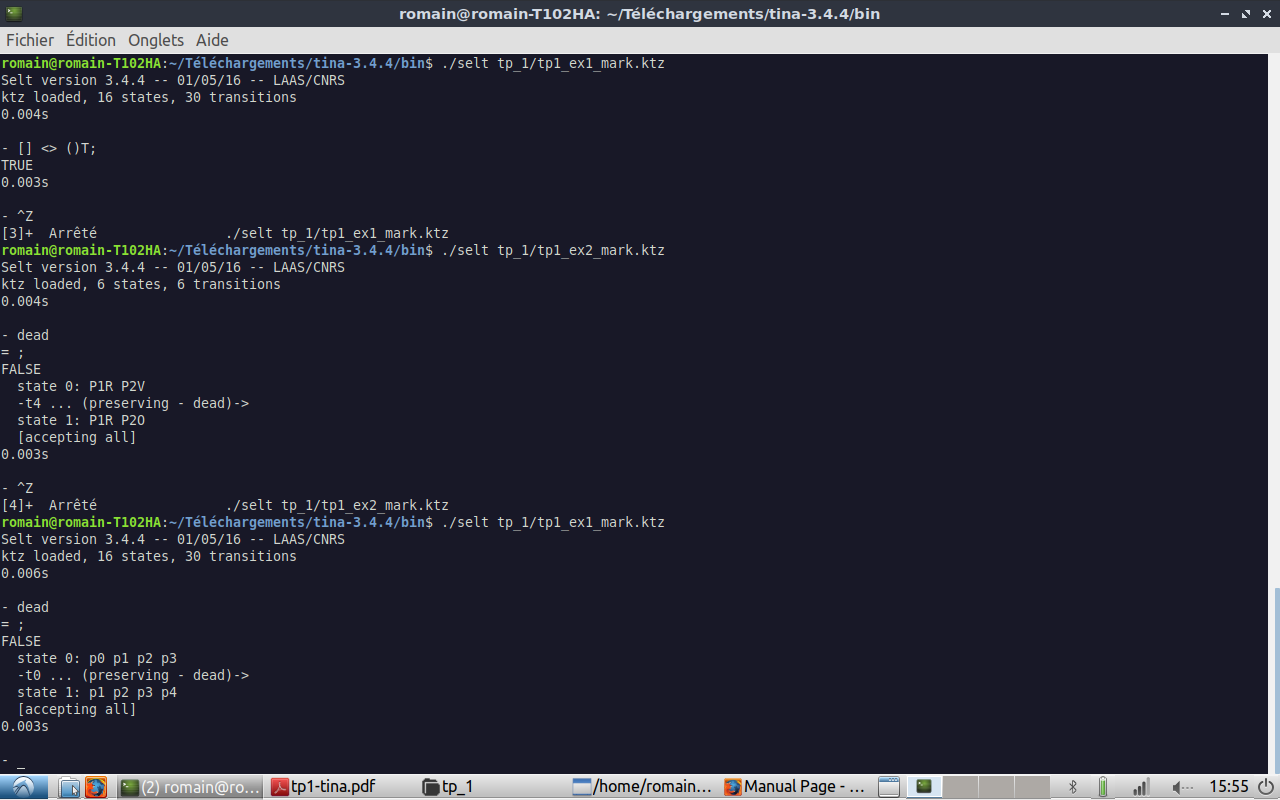 romain@romain-T102HA: ~/Téléchargements/tina-3.4.4/bin
Fichier Édition Onglets Aide
romain@romain-T102HA:~/Téléchargements/tina-3.4.4/bin$ ./selt tp_1/tp1_ex1_mark.ktz
Selt version 3.4.4 -- 01/05/16 -- LAAS/CNRS
ktz loaded, 16 states, 30 transitions
0.004s
- [] <> ()T;
TRUE
0.003s
- ^Z
[3]+  Arrêté                ./selt tp_1/tp1_ex1_mark.ktz
romain@romain-T102HA:~/Téléchargements/tina-3.4.4/bin$ ./selt tp_1/tp1_ex2_mark.ktz
Selt version 3.4.4 -- 01/05/16 -- LAAS/CNRS
ktz loaded, 6 states, 6 transitions
0.004s
- dead
= ;
FALSE
  state 0: P1R P2V
  -t4 ... (preserving - dead)->
  state 1: P1R P2O
  [accepting all]
0.003s
- ^Z
[4]+  Arrêté                ./selt tp_1/tp1_ex2_mark.ktz
romain@romain-T102HA:~/Téléchargements/tina-3.4.4/bin$ ./selt tp_1/tp1_ex1_mark.ktz
Selt version 3.4.4 -- 01/05/16 -- LAAS/CNRS
ktz loaded, 16 states, 30 transitions
0.006s
- dead
= ;
FALSE
  state 0: p0 p1 p2 p3
  -t0 ... (preserving - dead)->
  state 1: p1 p2 p3 p4
  [accepting all]
0.003s
- _
(2) romain@ro... tp1-tina.pdf tp_1 /home/romain... Manual Page - ... 15:55